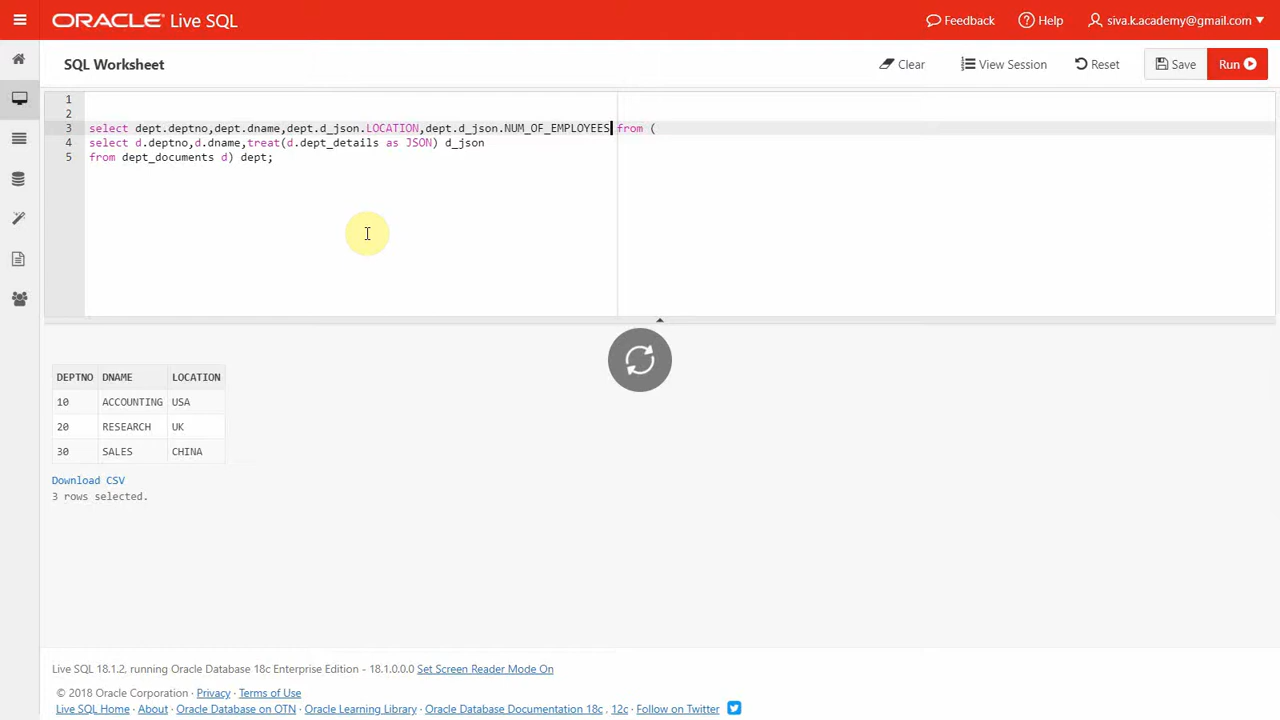 ORACLE Live SQL
Feedback
Help
siva.k.academy@gmail.com
SQL Worksheet
Clear
View Session
Reset
Save
Run
1
2
3 select dept.deptno,dept.dname,dept.d_json.LOCATION,dept.d_json.NUM_OF_EMPLOYEES from (
4 select d.deptno,d.dname,treat(d.dept_details as JSON) d_json
5 from dept_documents d) dept;
DEPTNO DNAME LOCATION
10 ACCOUNTING USA
20 RESEARCH UK
30 SALES CHINA
Download CSV
3 rows selected.
Live SQL 18.1.2, running Oracle Database 18c Enterprise Edition - 18.1.0.0.0 Set Screen Reader Mode On
© 2018 Oracle Corporation · Privacy · Terms of Use
Live SQL Home · About · Oracle Database on OTN · Oracle Learning Library · Oracle Database Documentation 18c , 12c · Follow on Twitter